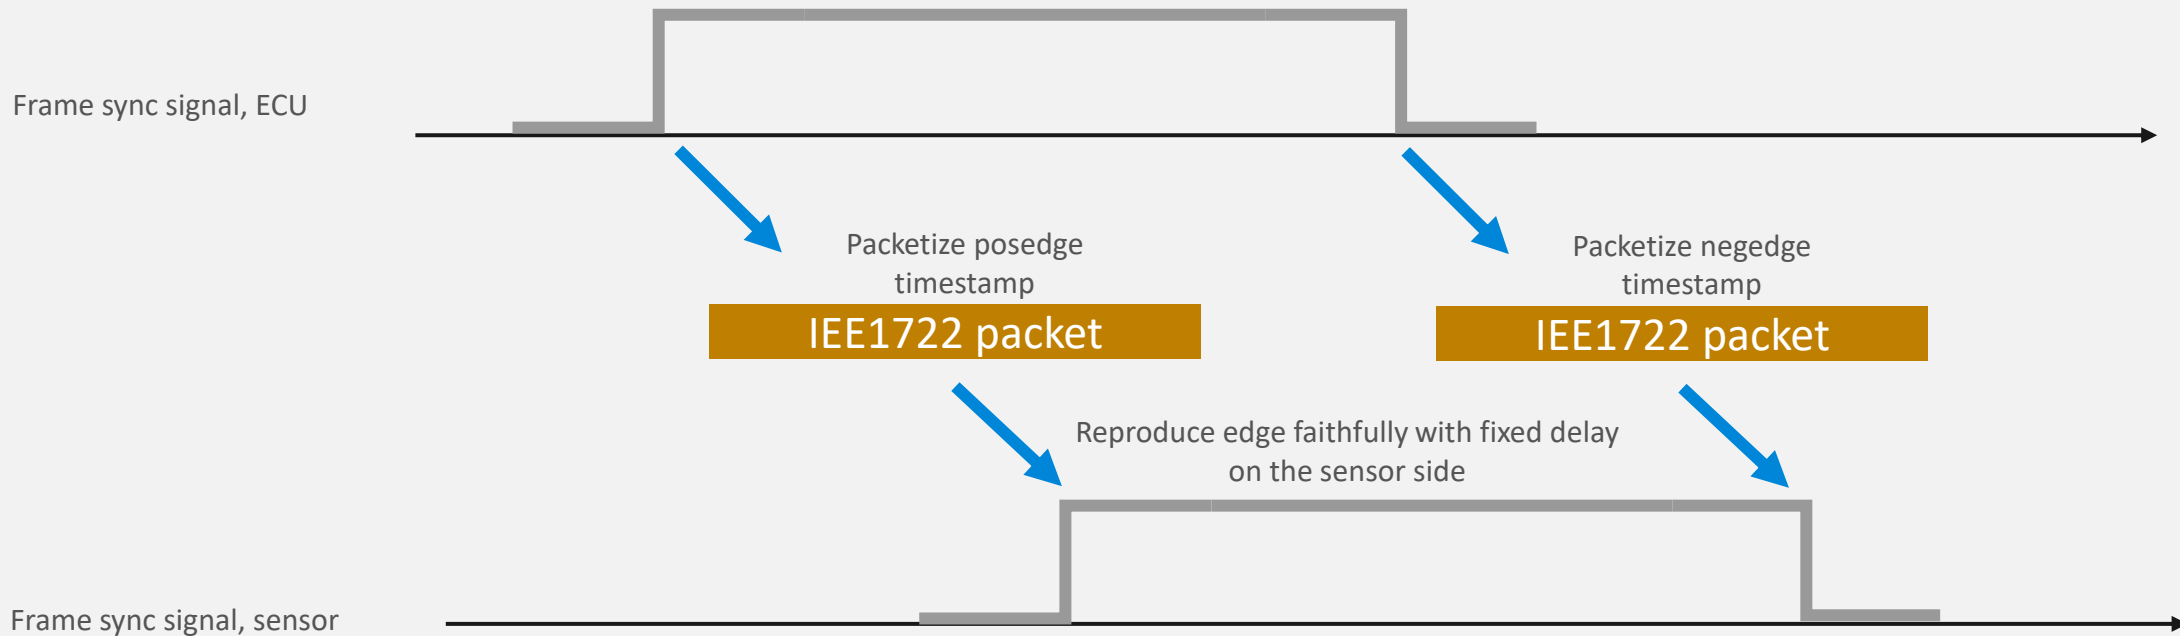 Frame sync signal, ECU
Packetize posedge
timestamp
IEE1722 packet
Packetize negedge
timestamp
IEE1722 packet
Reproduce edge faithfully with fixed delay
on the sensor side
Frame sync signal, sensor